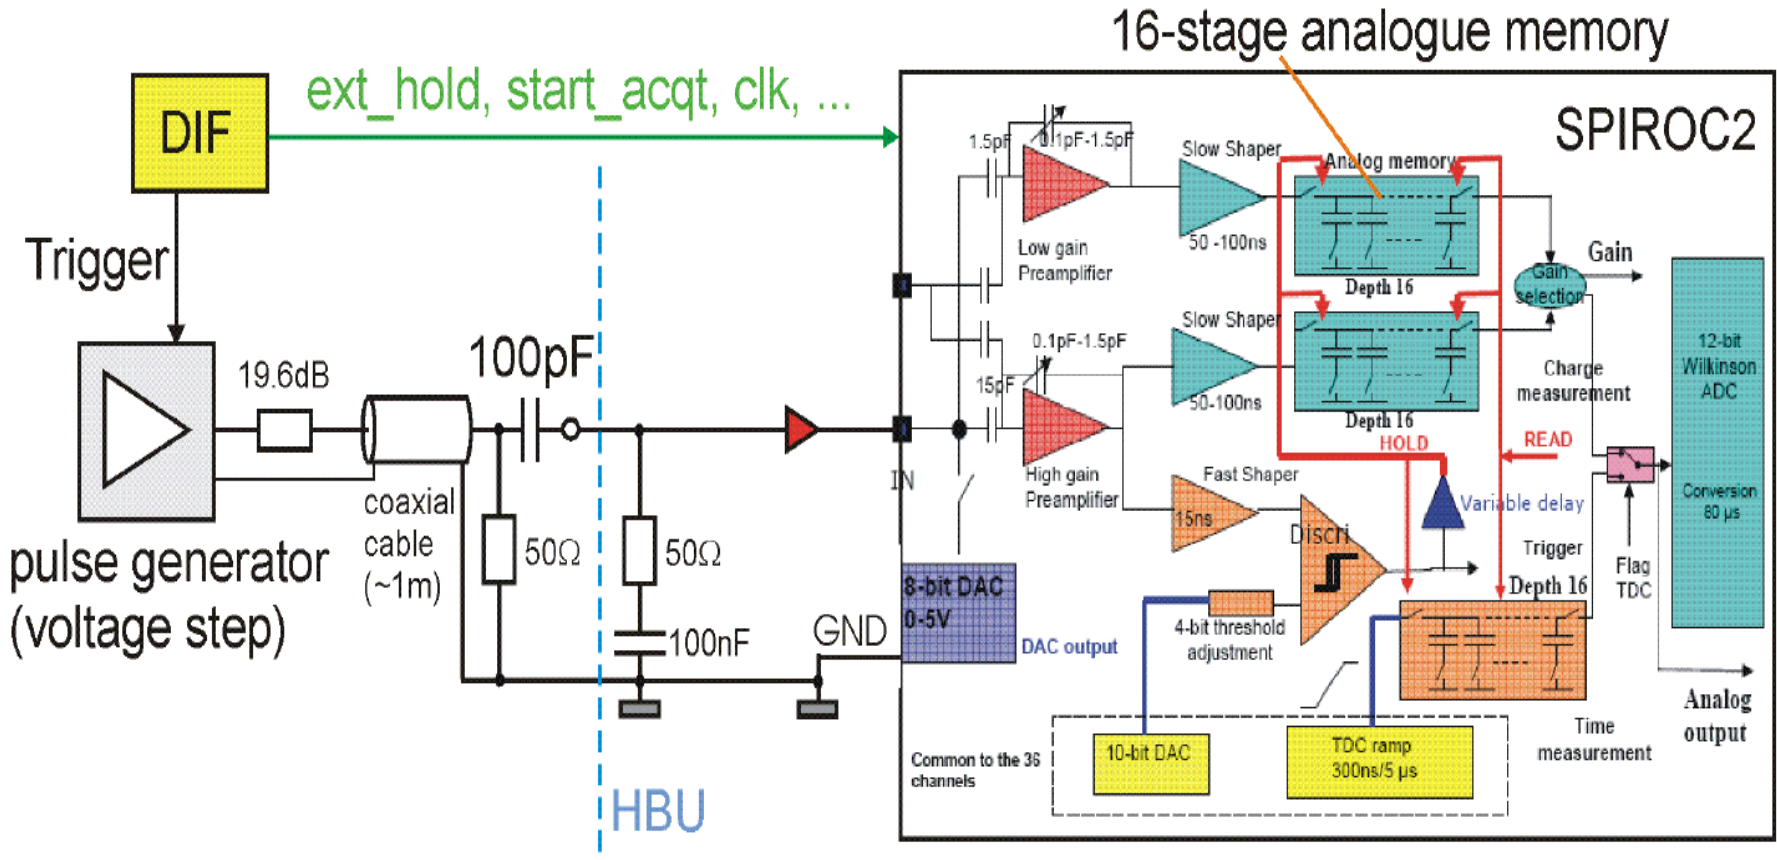 16-stage analogue memory
DIF
ext_hold, start_acqt, clk, ...
SPIROC2
1.5pF
0.1pF-1.5pF
Slow Shaper
Analog memory
Low gain
Preamplifier
50 -100ns
Depth 16
Gain
Gain
selection
Trigger
19.6dB
100pF
0.1pF-1.5pF
15pF
Slow Shaper
50-100ns
Depth 16
HOLD
READ
Charge
measurement
12-bit
Wilkinson
ADC
Conversion
80 µs
IN
High gain
Preamplifier
Fast Shaper
15ns
Discri
Variable delay
Trigger
Flag
TDC
Depth 16
coaxial
cable
(~1m)
50Ω
50Ω
100nF
pulse generator
(voltage step)
GND
8-bit DAC
0-5V
DAC output
4-bit threshold
adjustment
Time
measurement
Analog
output
Common to the 36
channels
10-bit DAC
TDC ramp
300ns/5 µs
HBU